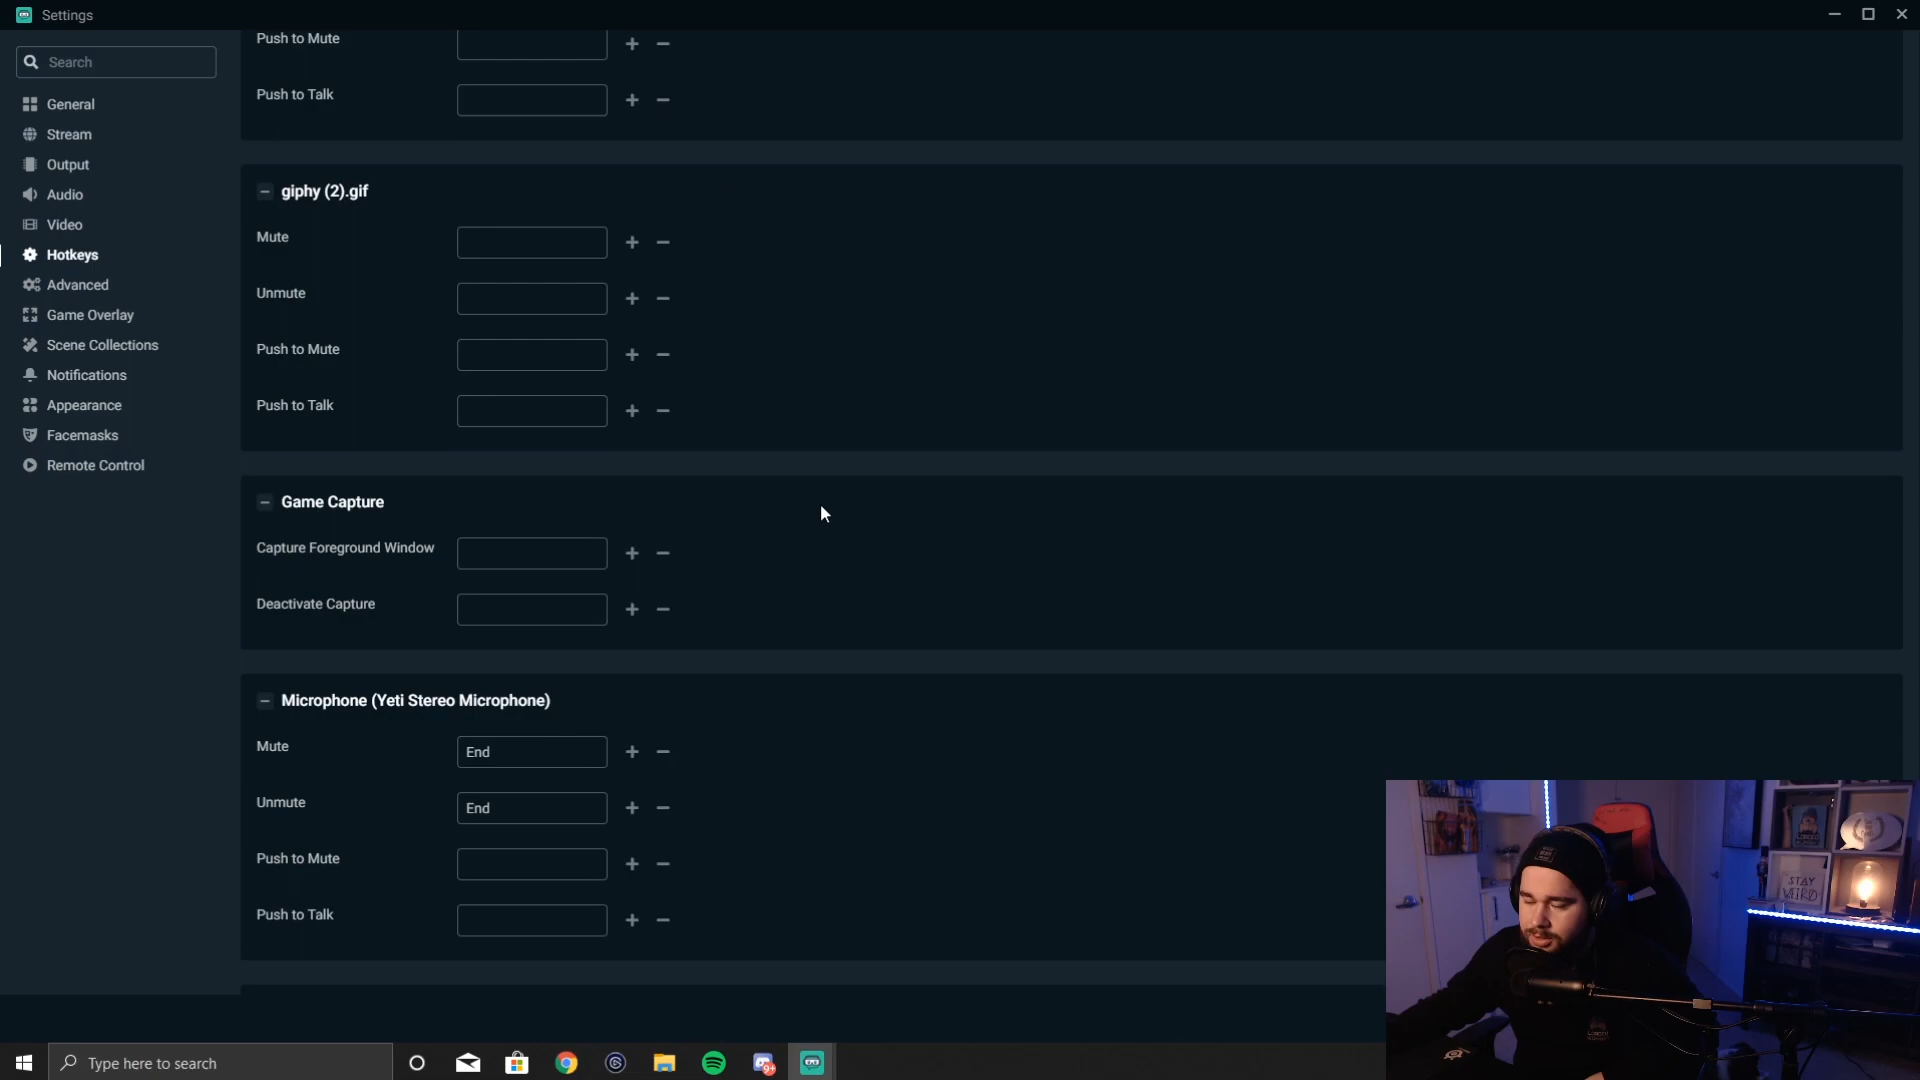 Settings
Search
General
Stream
Output
Audio
Video
Hotkeys
Advanced
Game Overlay
Scene Collections
Notifications
Appearance
Facemasks
Remote Control
Push to Mute
Push to Talk
giphy (2).gif
Mute
Unmute
Push to Mute
Push to Talk
Game Capture
Capture Foreground Window
Deactivate Capture
Microphone (Yeti Stereo Microphone)
Mute End
Unmute End
Push to Mute
Push to Talk
STAY
WEIRD
Type here to search
9+